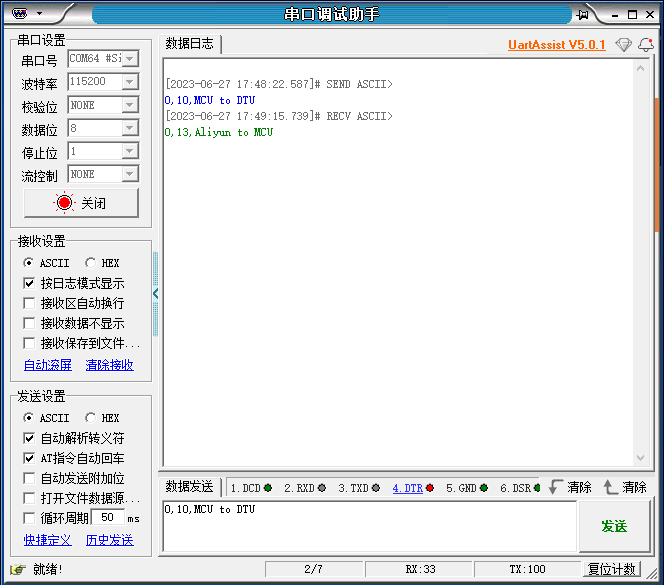 串口调试助手
串口设置
串口号 COM64 #Si
波特率 115200
校验位 NONE
数据位 8
停止位 1
流控制 NONE
关闭
接收设置
ASCII HEX
按日志模式显示
接收区自动换行
接收数据不显示
接收保存到文件...
自动滚屏 清除接收
发送设置
ASCII HEX
自动解析转义符
AT指令自动回车
自动发送附加位
打开文件数据源...
循环周期 50 ms
快捷定义 历史发送
数据日志
UartAssist V5.0.1
[2023-06-27 17:48:22.587]# SEND ASCII>
0,10,MCU to DTU
[2023-06-27 17:49:15.739]# RECV ASCII>
0,13,Aliyun to MCU
数据发送 1.DCD 2.RXD 3.TXD 4.DTR 5.GND 6.DSR 清除 清除
0,10,MCU to DTU
发送
就绪! 2/7 RX:33 TX:100 复位计数